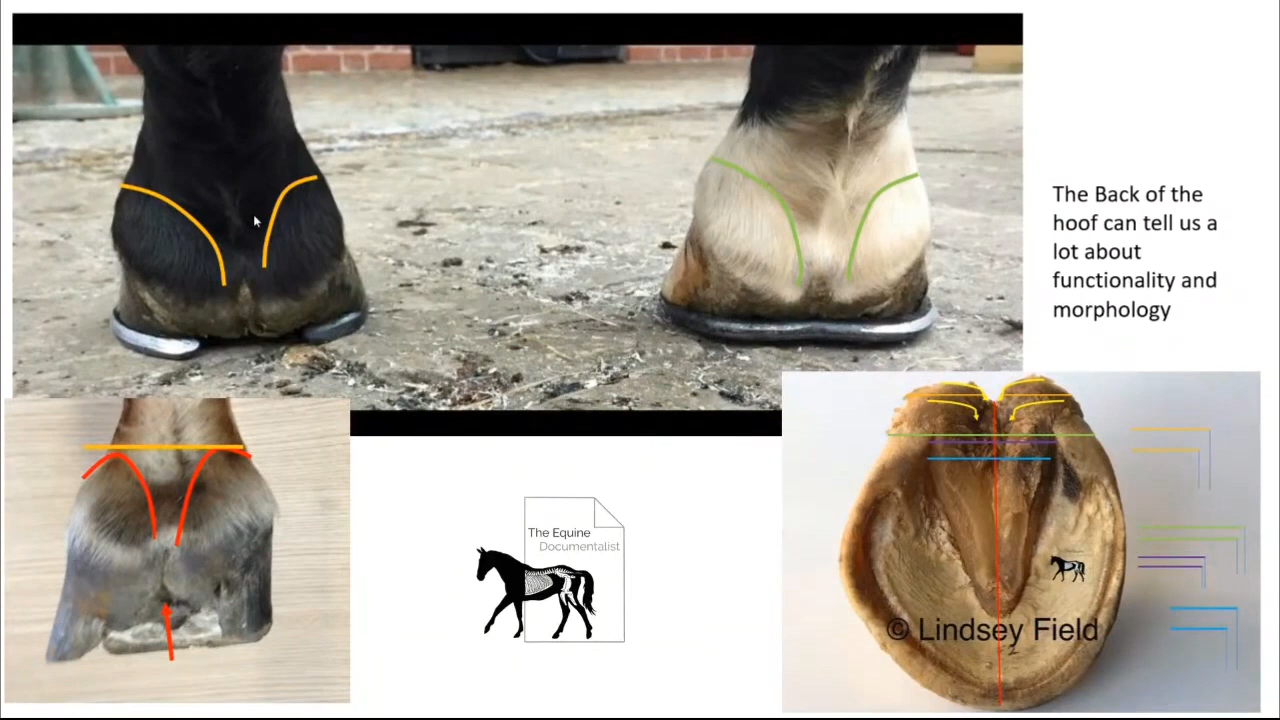 The Back of the
hoof can tell us a
lot about
functionality and
morphology
The Equine
Documentalist
© Lindsey Field